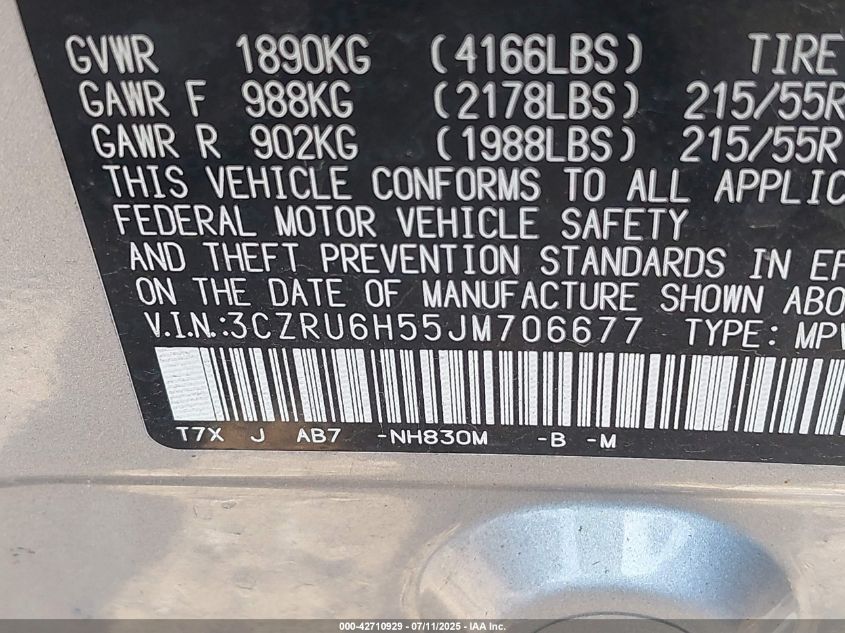 GVWR 1890KG (4166LBS) TIRE
GAWR F 988KG (2178LBS) 215/55R
GAWR R 902KG (1988LBS) 215/55R
THIS VEHICLE CONFORMS TO ALL APPLIC
FEDERAL MOTOR VEHICLE SAFETY
AND THEFT PREVENTION STANDARDS IN EF
ON THE DATE OF MANUFACTURE SHOWN ABO
V.I.N.:3CZRU6H55JM706677 TYPE: MPV
T7X J AB7 -NH830M -B -M
000-42710929 - 07/11/2025 - IAA Inc.